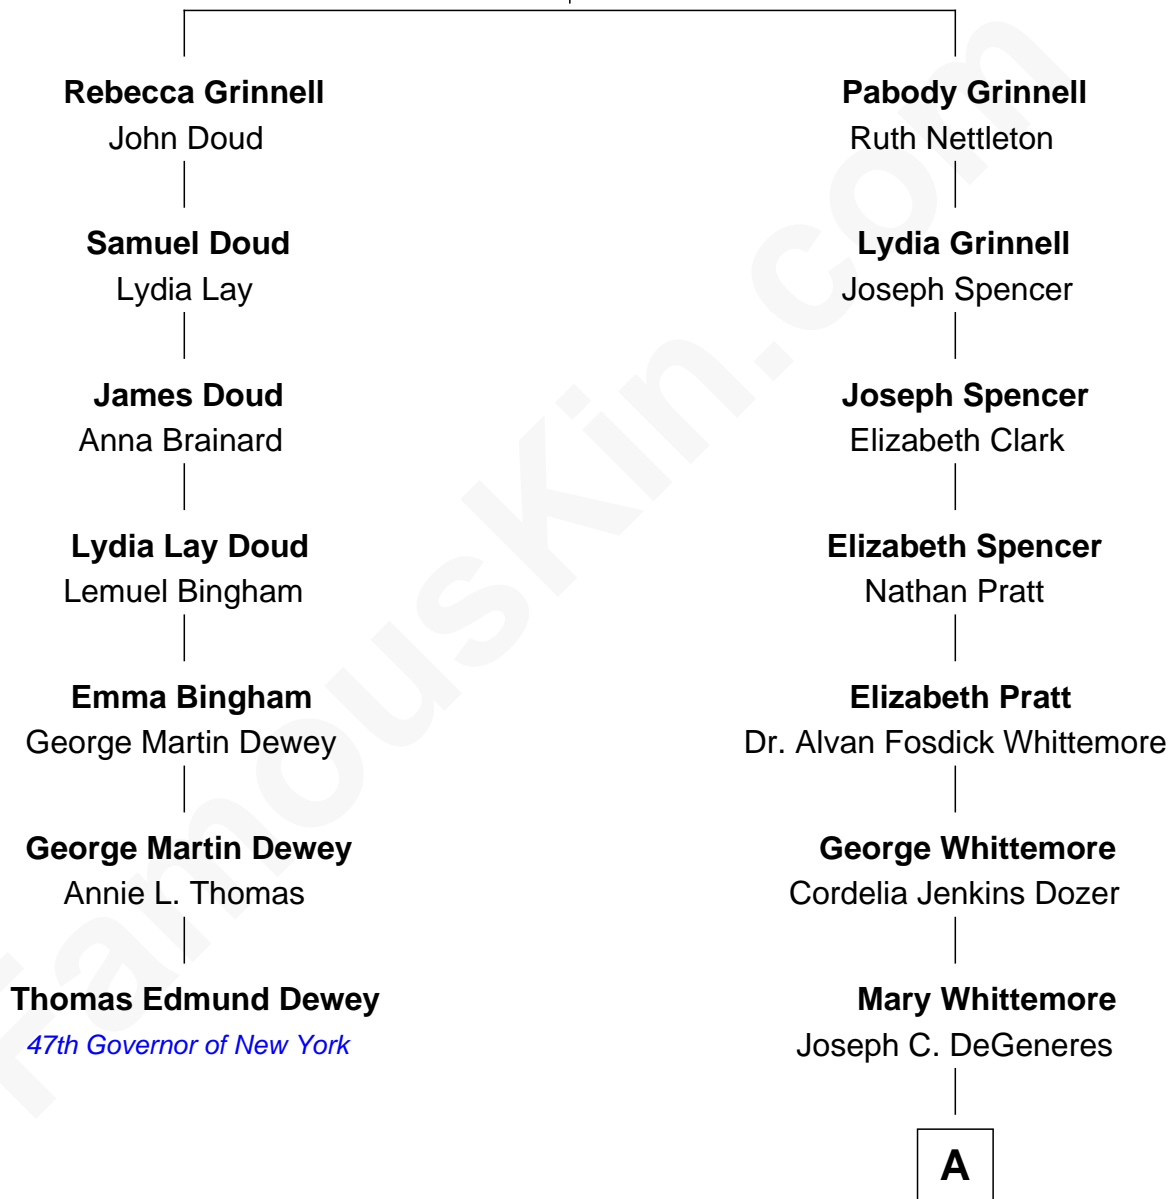 Rebecca Grinnell
John Doud
Samuel Doud
Lydia Lay
James Doud
Anna Brainard
Lydia Lay Doud
Lemuel Bingham
Emma Bingham
George Martin Dewey
George Martin Dewey
Annie L. Thomas
Thomas Edmund Dewey
47th Governor of New York
Pabody Grinnell
Ruth Nettleton
Lydia Grinnell
Joseph Spencer
Joseph Spencer
Elizabeth Clark
Elizabeth Spencer
Nathan Pratt
Elizabeth Pratt
Dr. Alvan Fosdick Whittemore
George Whittemore
Cordelia Jenkins Dozer
Mary Whittemore
Joseph C. DeGeneres
A
FamousKin.com